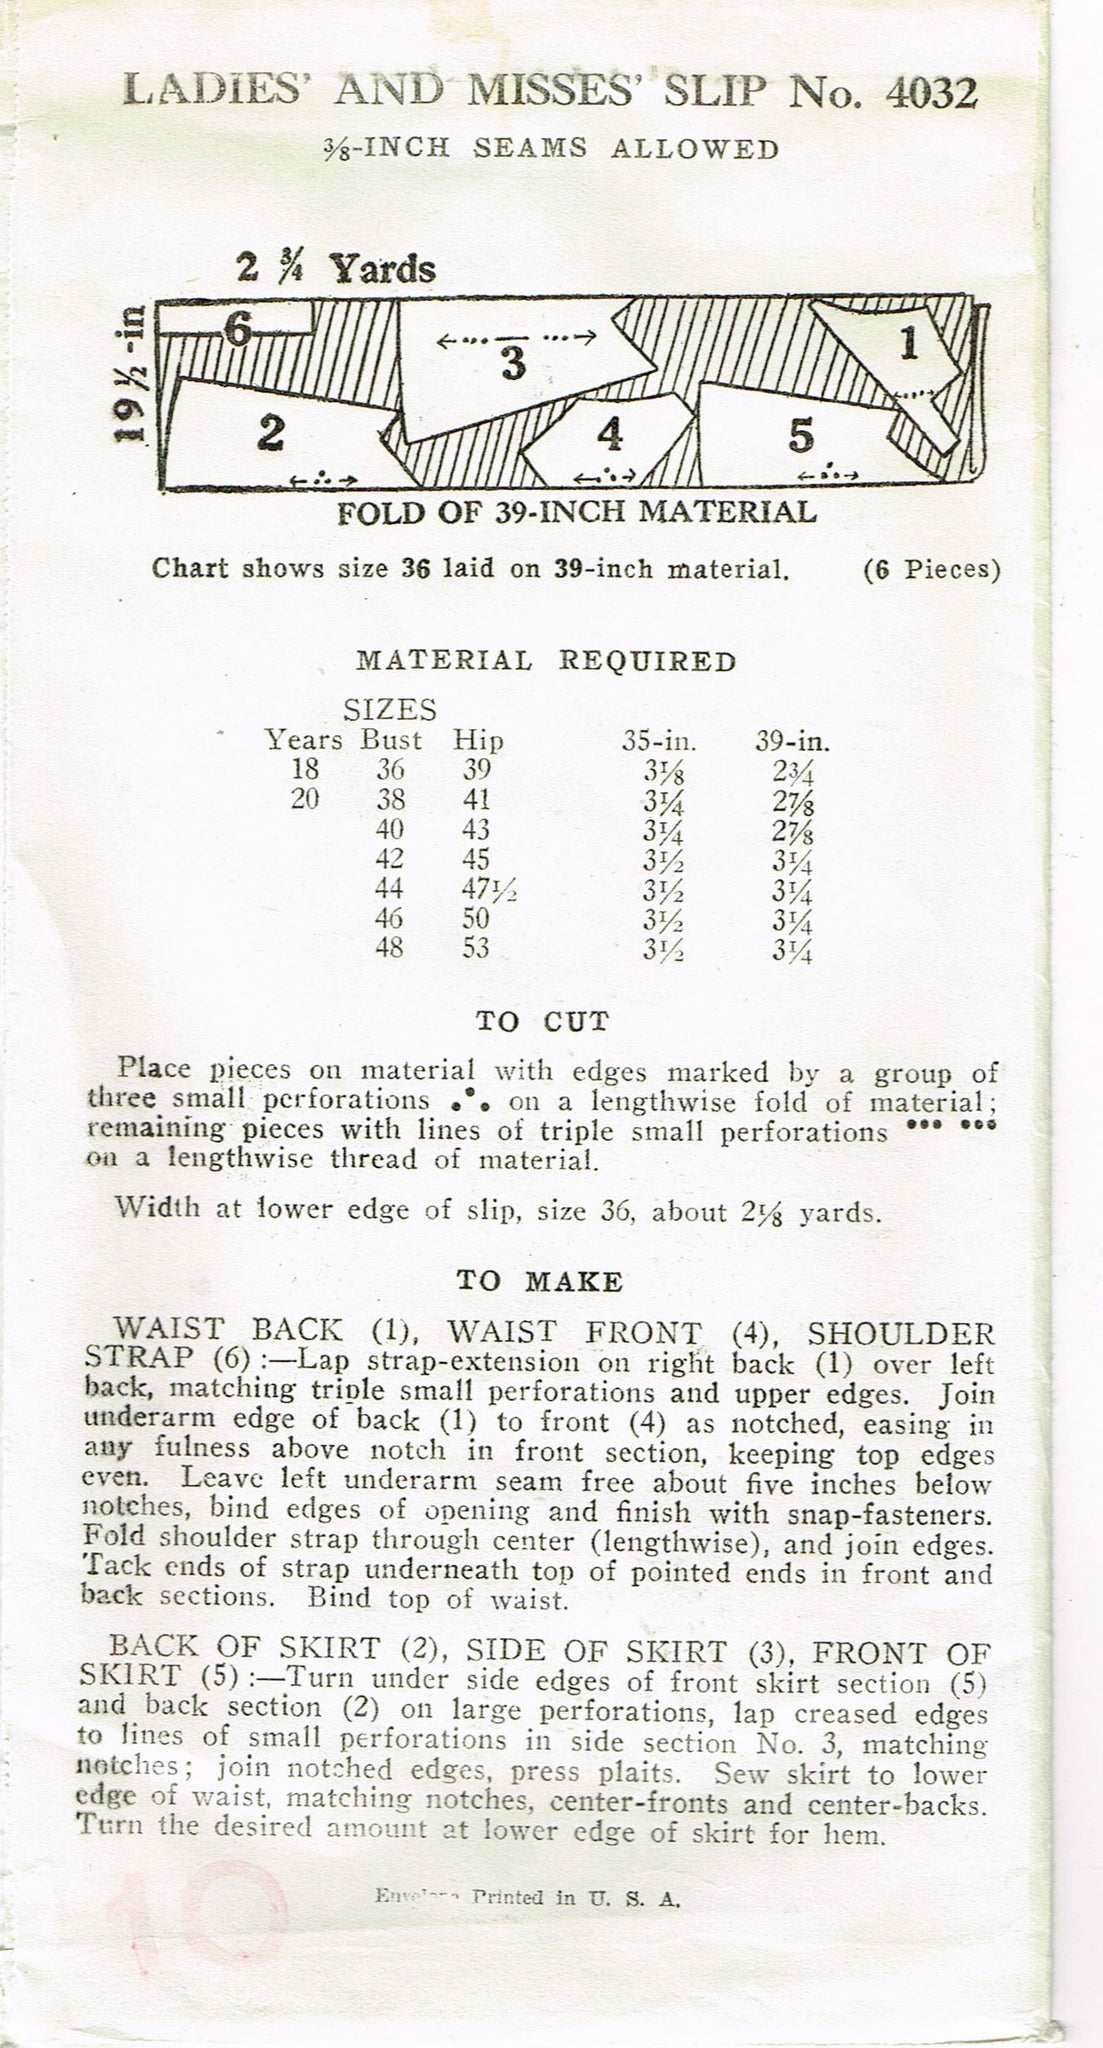 LADIES' AND MISSES' SLIP No. 4032
3/8-INCH SEAMS ALLOWED
2 3/4 Yards
19 1/2-in
6
3
1
2
4
5
FOLD OF 39-INCH MATERIAL
Chart shows size 36 laid on 39-inch material. (6 Pieces)
MATERIAL REQUIRED
SIZES
Years Bust Hip 35-in. 39-in.
18 36 39 3 1/8 2 3/4
20 38 41 3 1/4 2 7/8
40 43 3 1/4 2 7/8
42 45 3 1/2 3 1/4
44 47 1/2 3 1/2 3 1/4
46 50 3 1/2 3 1/4
48 53 3 1/2 3 1/4
TO CUT
Place pieces on material with edges marked by a group of
three small perforations on a lengthwise fold of material;
remaining pieces with lines of triple small perforations ••• •••
on a lengthwise thread of material.
Width at lower edge of slip, size 36, about 2 1/8 yards.
TO MAKE
WAIST BACK (1), WAIST FRONT (4), SHOULDER
STRAP (6):—Lap strap-extension on right back (1) over left
back, matching triple small perforations and upper edges. Join
underarm edge of back (1) to front (4) as notched, easing in
any fulness above notch in front section, keeping top edges
even. Leave left underarm seam free about five inches below
notches, bind edges of opening and finish with snap-fasteners.
Fold shoulder strap through center (lengthwise), and join edges.
Tack ends of strap underneath top of pointed ends in front and
back sections. Bind top of waist.
BACK OF SKIRT (2), SIDE OF SKIRT (3), FRONT OF
SKIRT (5):—Turn under side edges of front skirt section (5)
and back section (2) on large perforations, lap creased edges
to lines of small perforations in side section No. 3, matching
notches; join notched edges, press plaits. Sew skirt to lower
edge of waist, matching notches, center-fronts and center-backs.
Turn the desired amount at lower edge of skirt for hem.
Envelope Printed in U. S. A.
10